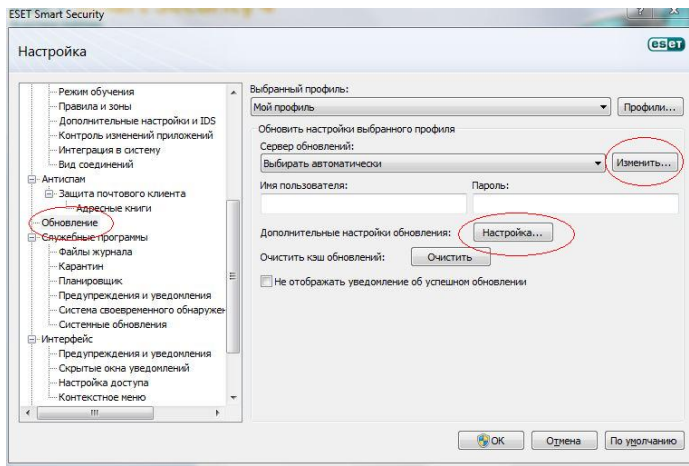 ESET Smart Security
Настройка
eset
Режим обучения
Правила и зоны
Дополнительные настройки и IDS
Контроль изменений приложений
Интеграция в систему
Вид соединений
Антиспам
Защита почтового клиента
Адресные книги
Обновление
Служебные программы
Файлы журнала
Карантин
Планировщик
Предупреждения и уведомления
Система своевременного обнаружен
Системные обновления
Интерфейс
Предупреждения и уведомления
Скрытые окна уведомлений
Настройка доступа
Контекстное меню
Выбранный профиль:
Мой профиль
Профили...
Обновить настройки выбранного профиля
Сервер обновлений:
Выбирать автоматически
Изменить...
Имя пользователя: Пароль:
Дополнительные настройки обновления: Настройка...
Очистить кэш обновлений: Очистить
Не отображать уведомление об успешном обновлении
OK Отмена По умолчанию